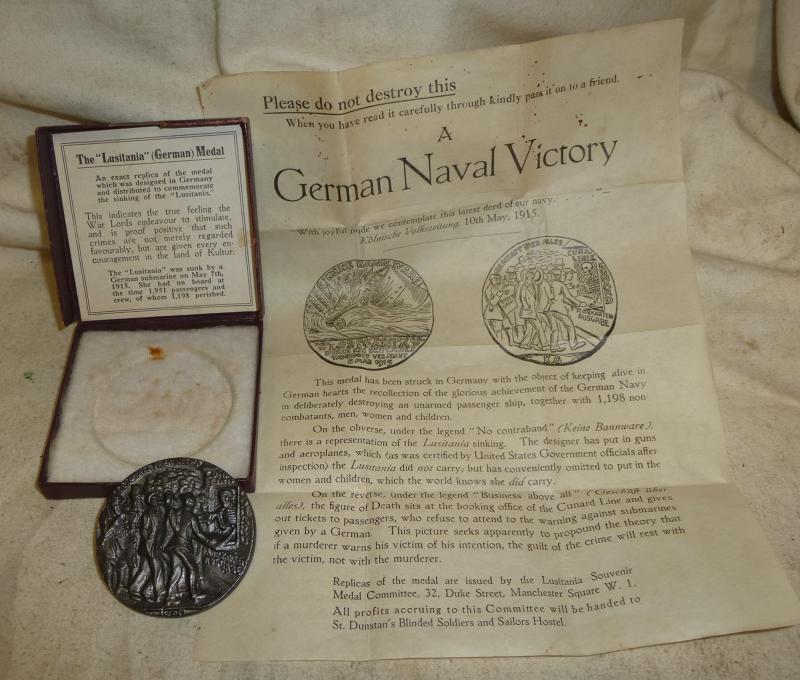 The "Lusitania" (German) Medal
An exact replica of the medal
which was designed in Germany
and distributed to commemorate
the sinking of the "Lusitania."
This indicates the true feeling the
War Lords endeavour to stimulate,
and is proof positive that such
crimes are not merely regarded
favourably, but are given every en-
couragement in the land of Kultur.
The "Lusitania" was sunk by a
German submarine on May 7th,
1915. She had on board at
the time 1,951 passengers and
crew, of whom 1,198 perished.
Please do not destroy this
When you have read it carefully through kindly pass it on to a friend.
A
German Naval Victory
"With joyful pride we contemplate this latest deed of our navy. . . ."
Kölnische Volkszeitung, 10th May, 1915.
KEINE BANNWARE!
LUSITANIA
5 MAI 1915
GESCHÄFT ÜBER ALLES
CUNARD
LINIE
FAHRKARTEN
AUSGABE
K.G
This medal has been struck in Germany with the object of keeping alive in
German hearts the recollection of the glorious achievement of the German Navy
in deliberately destroying an unarmed passenger ship, together with 1,198 non-
combatants, men, women and children.
On the obverse, under the legend "No contraband" (Keine Bannware),
there is a representation of the Lusitania sinking. The designer has put in guns
and aeroplanes, which (as was certified by United States Government officials after
inspection) the Lusitania did not carry, but has conveniently omitted to put in the
women and children, which the world knows she did carry.
On the reverse, under the legend "Business above all" (Geschäft über
alles), the figure of Death sits at the booking office of the Cunard Line and gives
out tickets to passengers, who refuse to attend to the warning against submarines
given by a German. This picture seeks apparently to propound the theory that
if a murderer warns his victim of his intention, the guilt of the crime will rest with
the victim, not with the murderer.
Replicas of the medal are issued by the Lusitania Souvenir
Medal Committee, 32, Duke Street, Manchester Square W. 1.
All profits accruing to this Committee will be handed to
St. Dunstan's Blinded Soldiers and Sailors Hostel.